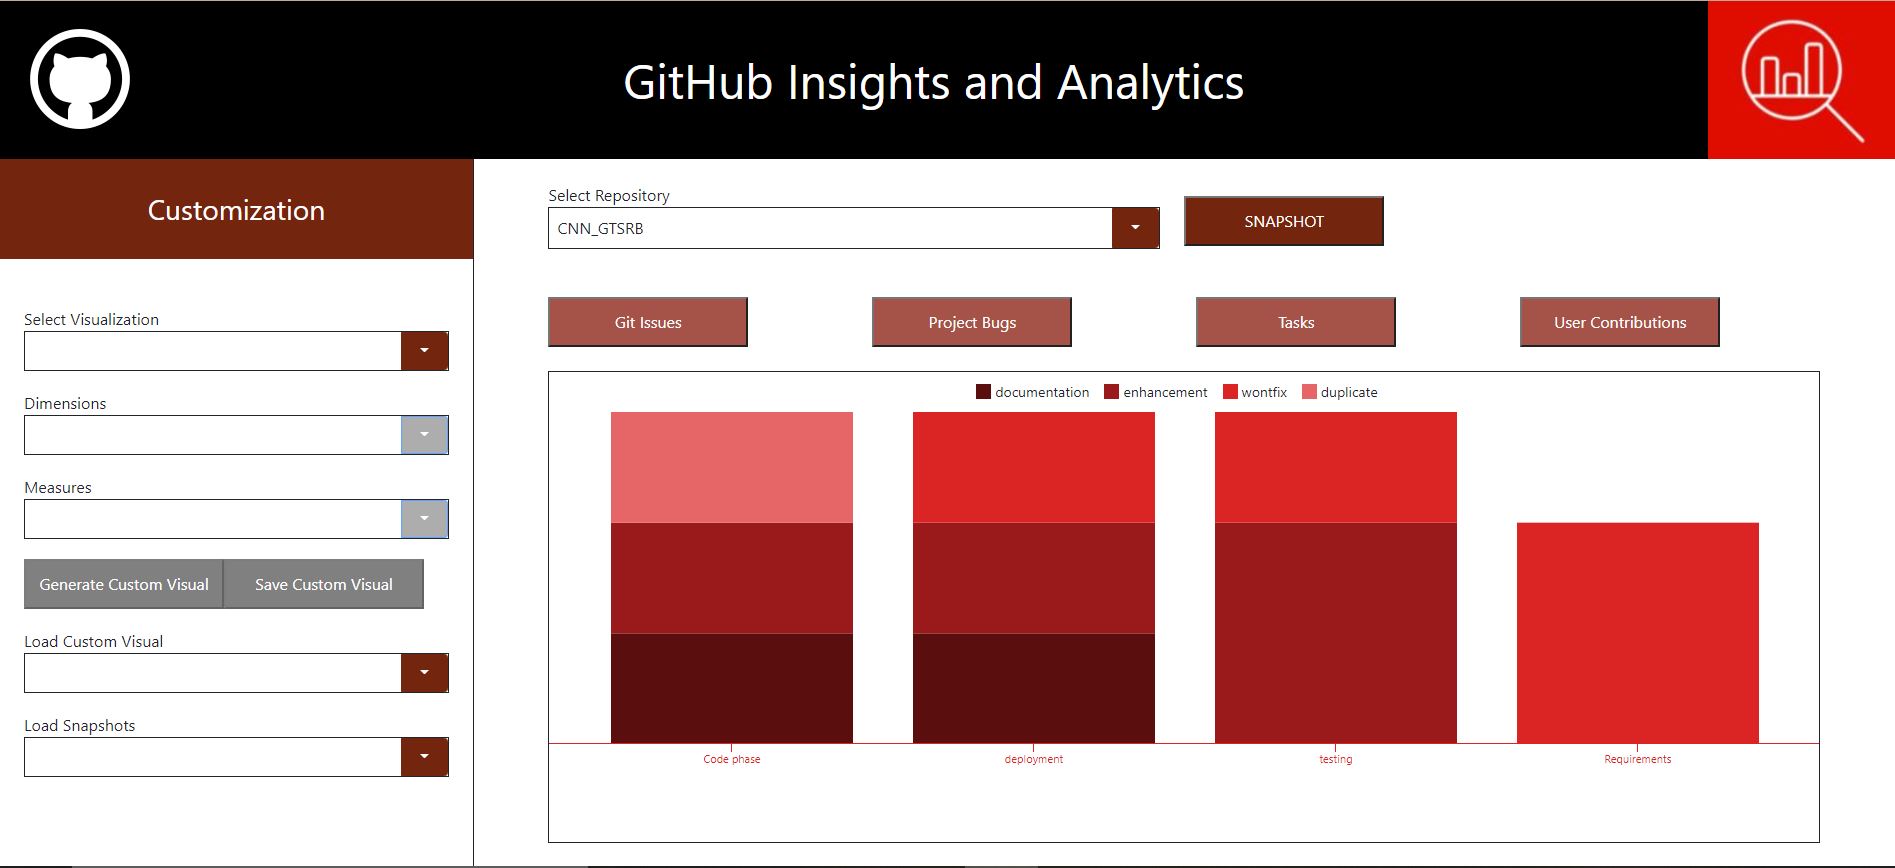 GitHub Insights and Analytics
Customization
Select Visualization
Dimensions
Measures
Generate Custom Visual
Save Custom Visual
Load Custom Visual
Load Snapshots
Select Repository
CNN_GTSRB
SNAPSHOT
Git Issues
Project Bugs
Tasks
User Contributions
documentation enhancement wontfix duplicate
Code phase deployment testing Requirements